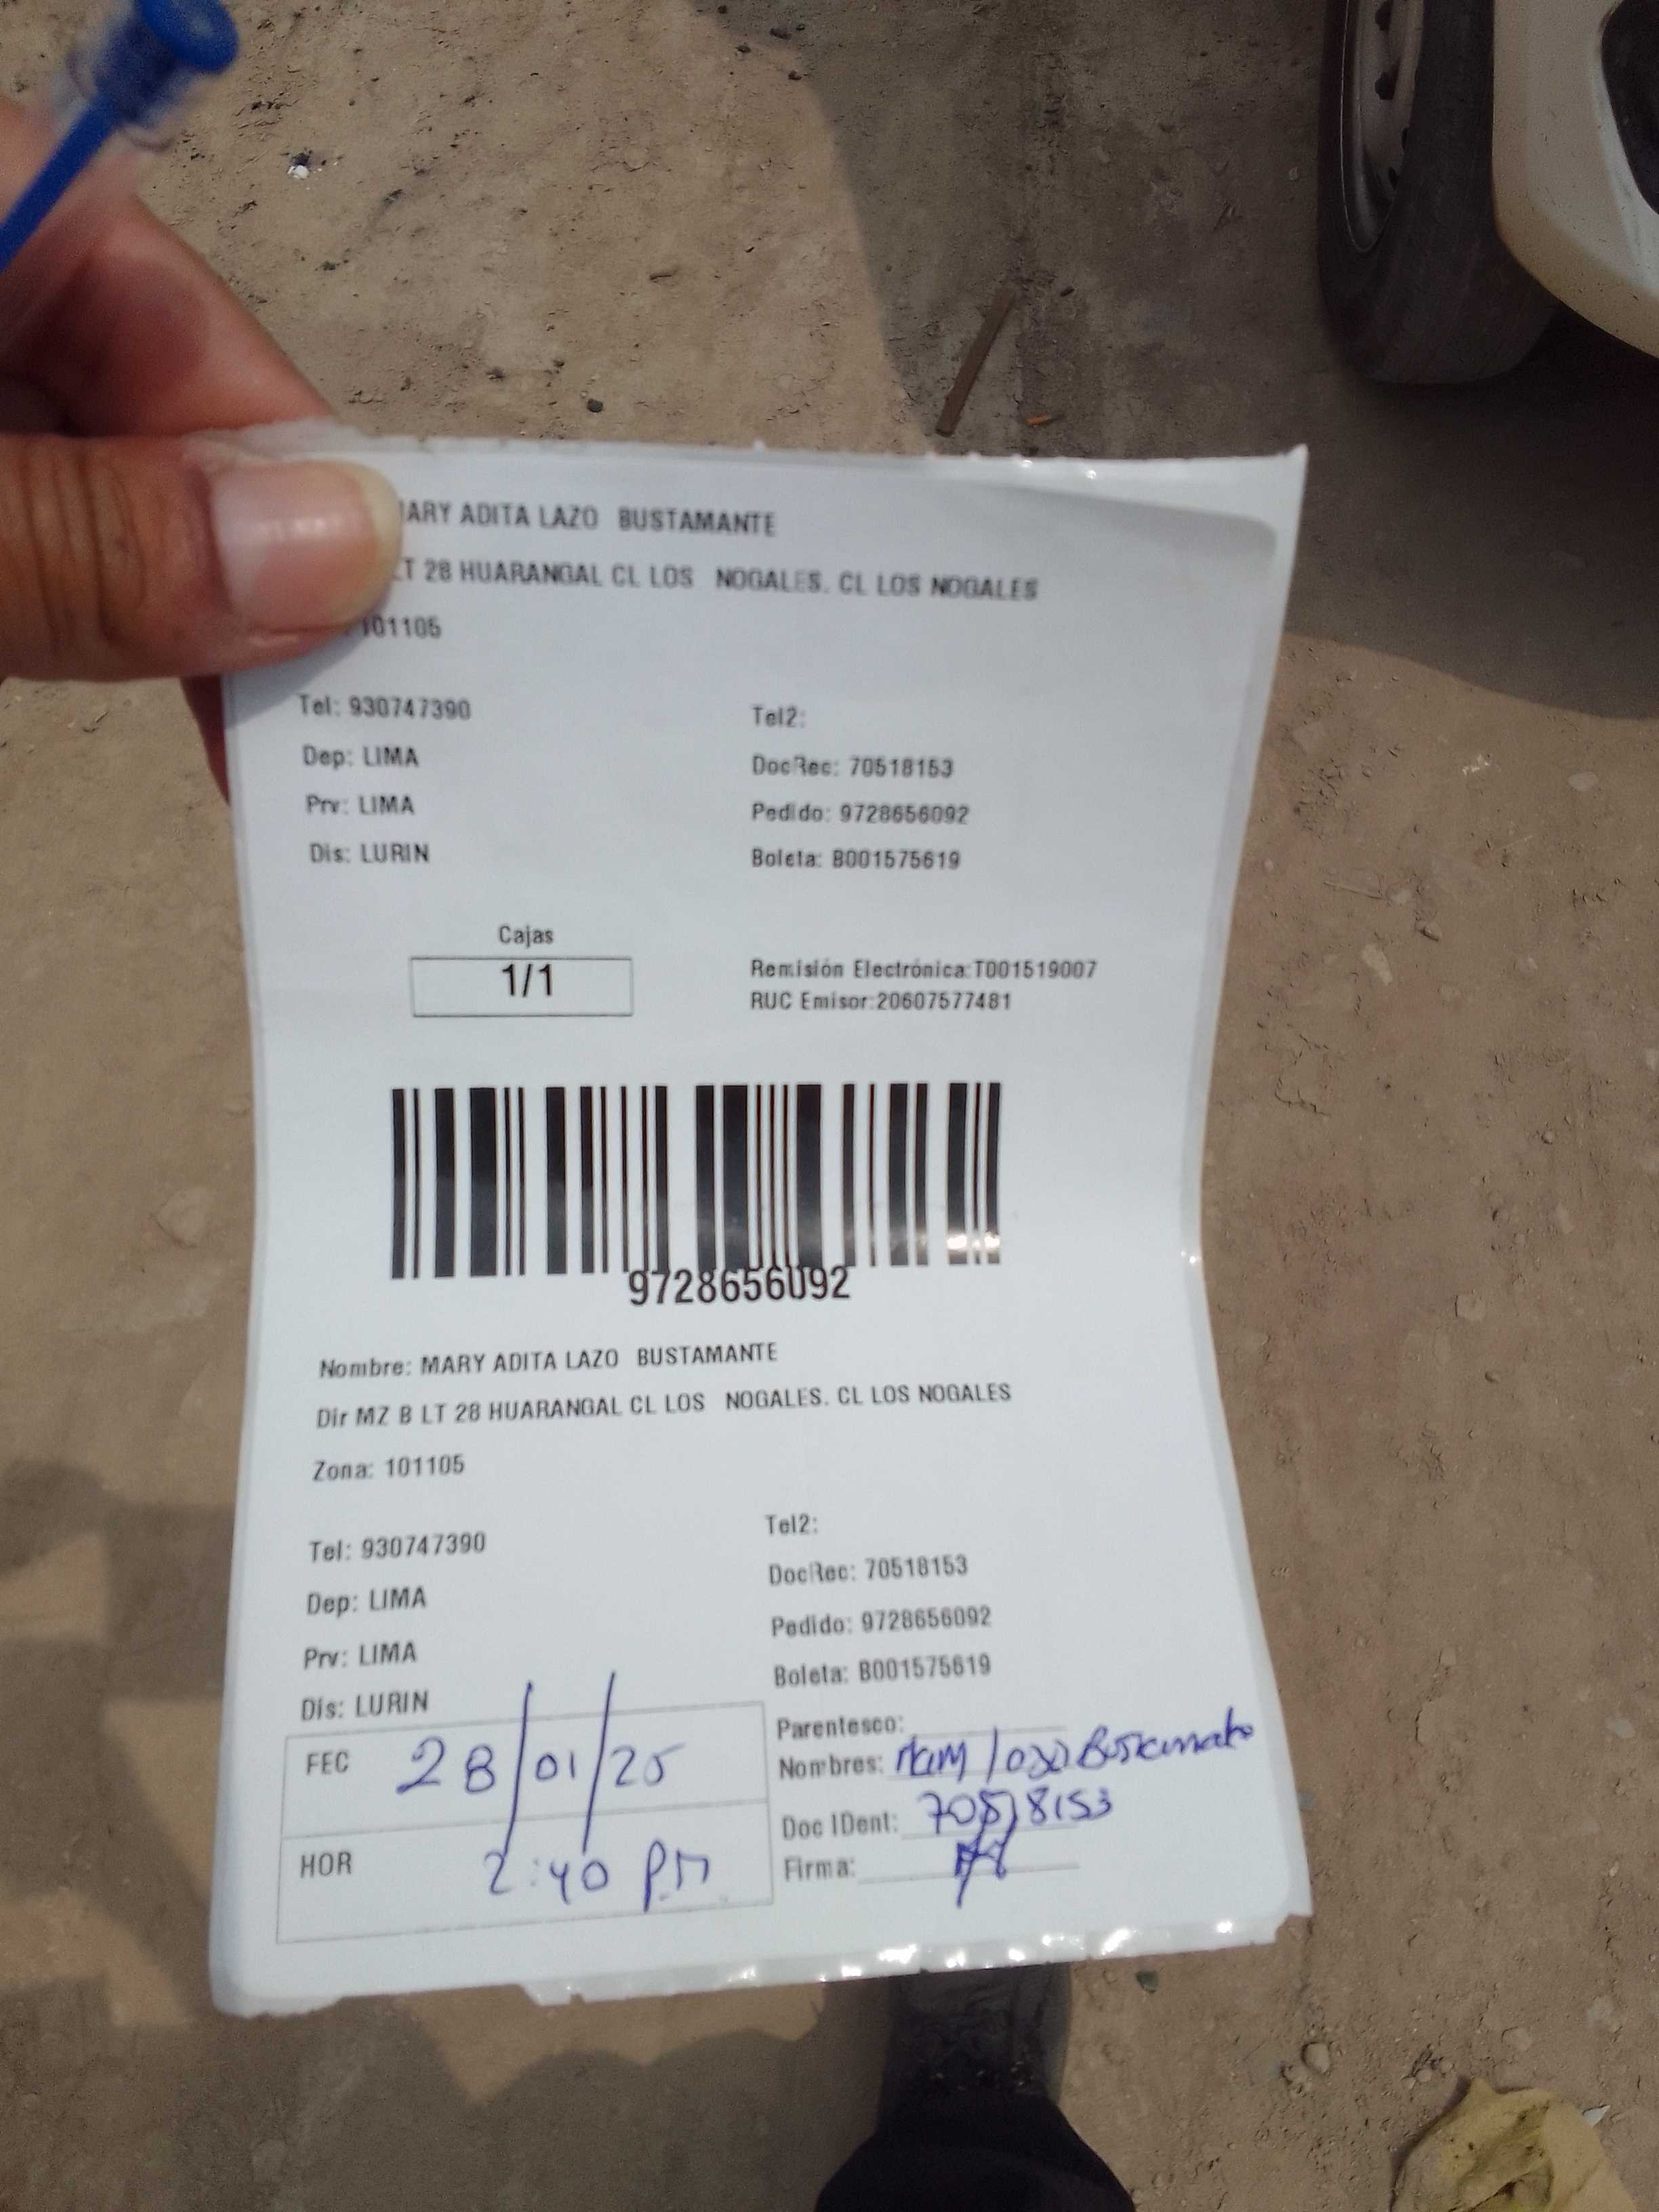 ARY ADITA LAZO BUSTAMANTE
LT 28 HUARANGAL CL LOS NOGALES. CL LOS NOGALES
101105
Tel: 930747390
Tel2:
Dep: LIMA
DocRec: 70518153
Prv: LIMA
Pedido: 9728656092
Dis: LURIN
Boleta: B001575619
Cajas
1/1
Remisión Electrónica:T001519007
RUC Emisor:20607577481
9728656092
Nombre: MARY ADITA LAZO BUSTAMANTE
Dir MZ B LT 28 HUARANGAL CL LOS NOGALES. CL LOS NOGALES
Zona: 101105
Tel: 930747390
Tel2:
Dep: LIMA
DocRec: 70518153
Prv: LIMA
Pedido: 9728656092
Dis: LURIN
Boleta: B001575619
FEC 28/01/25
Parentesco:
Nombres:
Doc IDent: 70518153
HOR 2:40 PM
Firma: